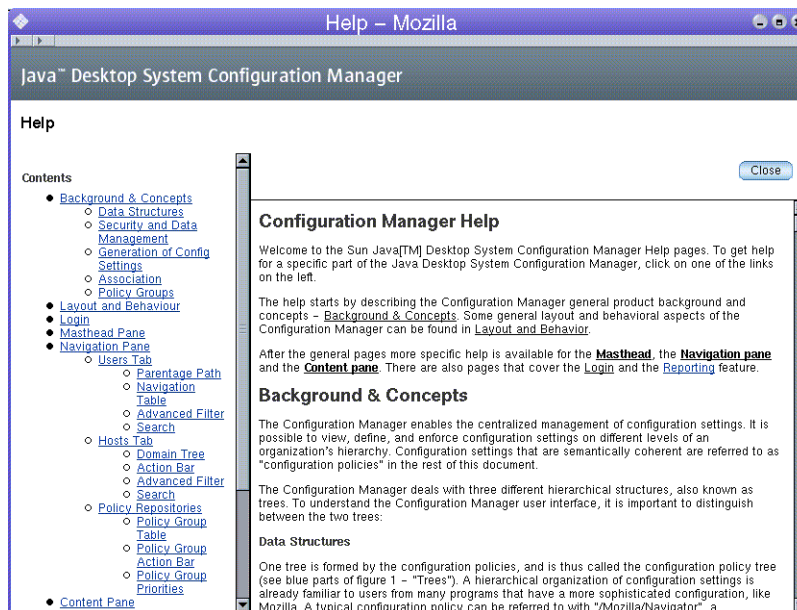 Help – Mozilla
Java™ Desktop System Configuration Manager
Help
Close
Contents
Background & Concepts
Data Structures
Security and Data
Management
Generation of Config
Settings
Association
Policy Groups
Layout and Behaviour
Login
Masthead Pane
Navigation Pane
Users Tab
Parentage Path
Navigation
Table
Advanced Filter
Search
Hosts Tab
Domain Tree
Action Bar
Advanced Filter
Search
Policy Repositories
Policy Group
Table
Policy Group
Action Bar
Policy Group
Priorities
Content Pane
Configuration Manager Help
Welcome to the Sun Java[TM] Desktop System Configuration Manager Help pages. To get help
for a specific part of the Java Desktop System Configuration Manager, click on one of the links
on the left.
The help starts by describing the Configuration Manager general product background and
concepts – Background & Concepts. Some general layout and behavioral aspects of the
Configuration Manager can be found in Layout and Behavior.
After the general pages more specific help is available for the Masthead, the Navigation pane
and the Content pane. There are also pages that cover the Login and the Reporting feature.
Background & Concepts
The Configuration Manager enables the centralized management of configuration settings. It is
possible to view, define, and enforce configuration settings on different levels of an
organization's hierarchy. Configuration settings that are semantically coherent are referred to as
"configuration policies" in the rest of this document.
The Configuration Manager deals with three different hierarchical structures, also known as
trees. To understand the Configuration Manager user interface, it is important to distinguish
between the two trees:
Data Structures
One tree is formed by the configuration policies, and is thus called the configuration policy tree
(see blue parts of figure 1 – "Trees"). A hierarchical organization of configuration settings is
already familiar to users from many programs that have a more sophisticated configuration, like
Mozilla. A typical configuration policy can be referred to with "/Mozilla/Navigator", a